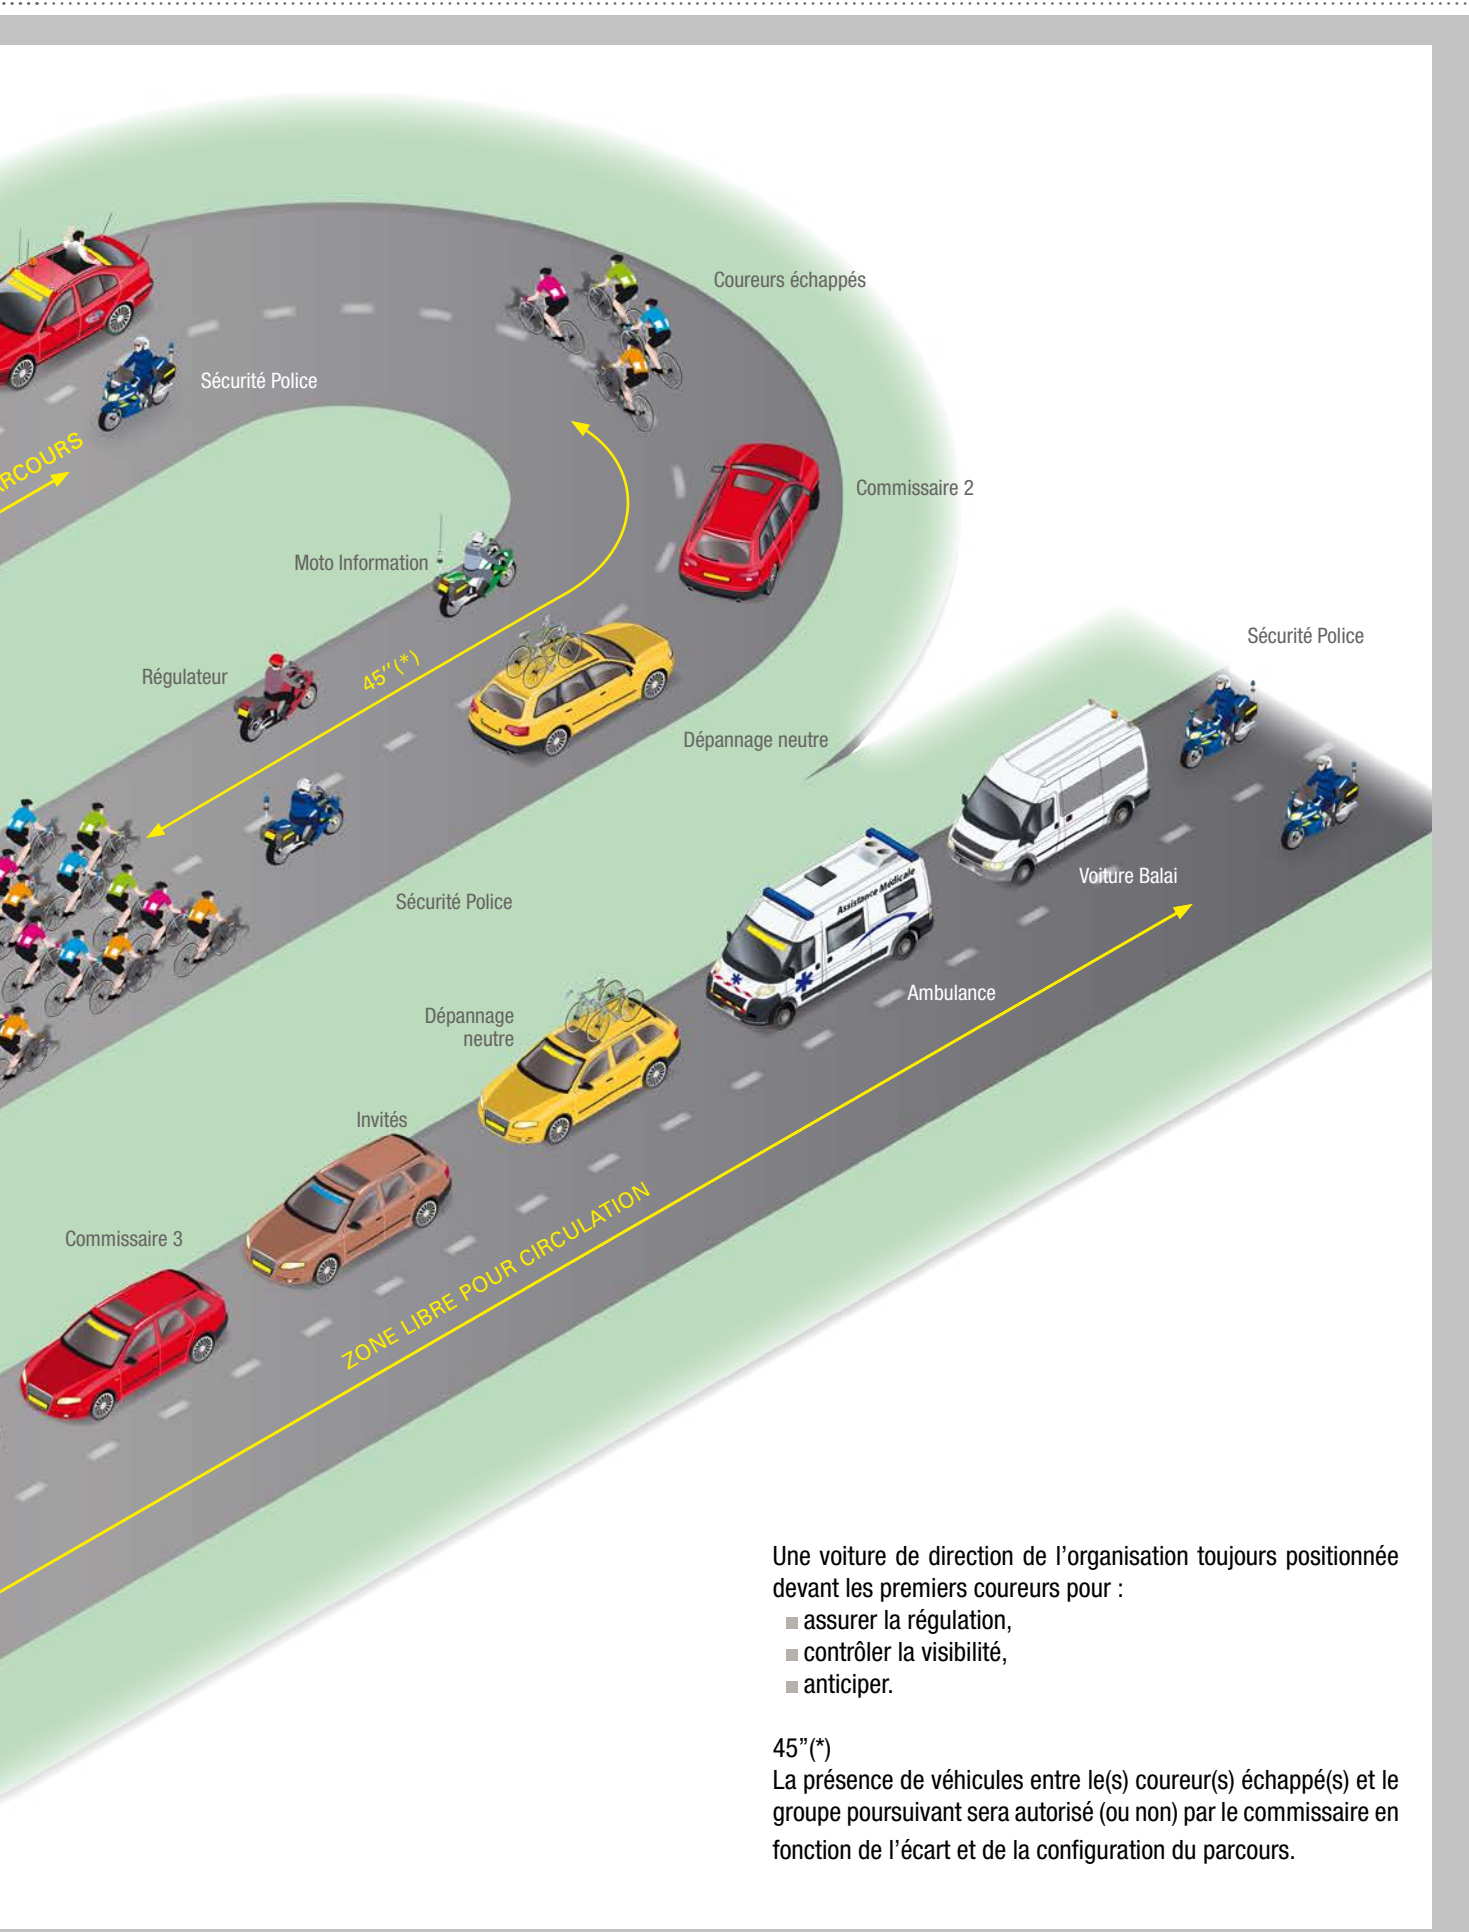 Coureurs échappés
Sécurité Police
Commissaire 2
Moto Information
45’’(*)
Régulateur
Sécurité Police
Dépannage neutre
Assistance Médicale
Voiture Balai
Sécurité Police
Ambulance
Dépannage
neutre
Invités
ZONE LIBRE POUR CIRCULATION
Commissaire 3
Une voiture de direction de l’organisation toujours positionnée
devant les premiers coureurs pour :
assurer la régulation,
contrôler la visibilité,
anticiper.
45”(*)
La présence de véhicules entre le(s) coureur(s) échappé(s) et le
groupe poursuivant sera autorisé (ou non) par le commissaire en
fonction de l’écart et de la configuration du parcours.